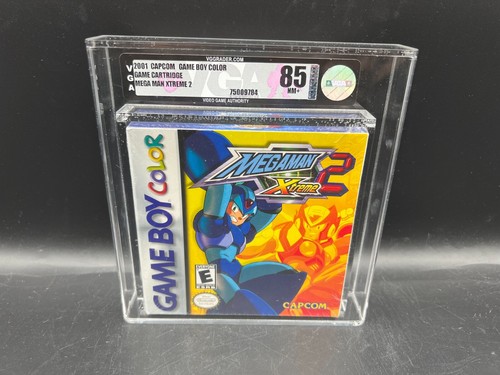 VGGRADER.COM
VGA
2001 CAPCOM GAME BOY COLOR
GAME CARTRIDGE
MEGA MAN XTREME 2
75009704
VIDEO GAME AUTHORITY
VGA
85
NM+
GAME BOY COLOR
MEGAMAN
Xtreme 2
E
CAPCOM